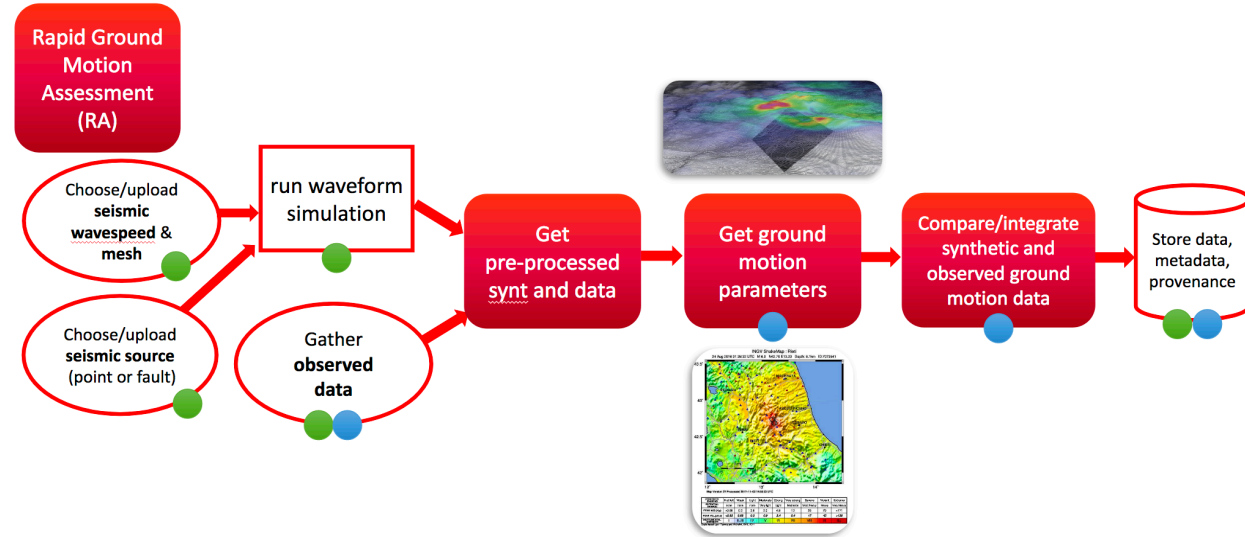 Rapid Ground
Motion
Assessment
(RA)
Choose/upload
seismic
wavespeed &
mesh
run waveform
simulation
Choose/upload
seismic source
(point or fault)
Gather
observed
data
Get
pre-processed
synt and data
Get ground
motion
parameters
Compare/integrate
synthetic and
observed ground
motion data
Store data,
metadata,
provenance